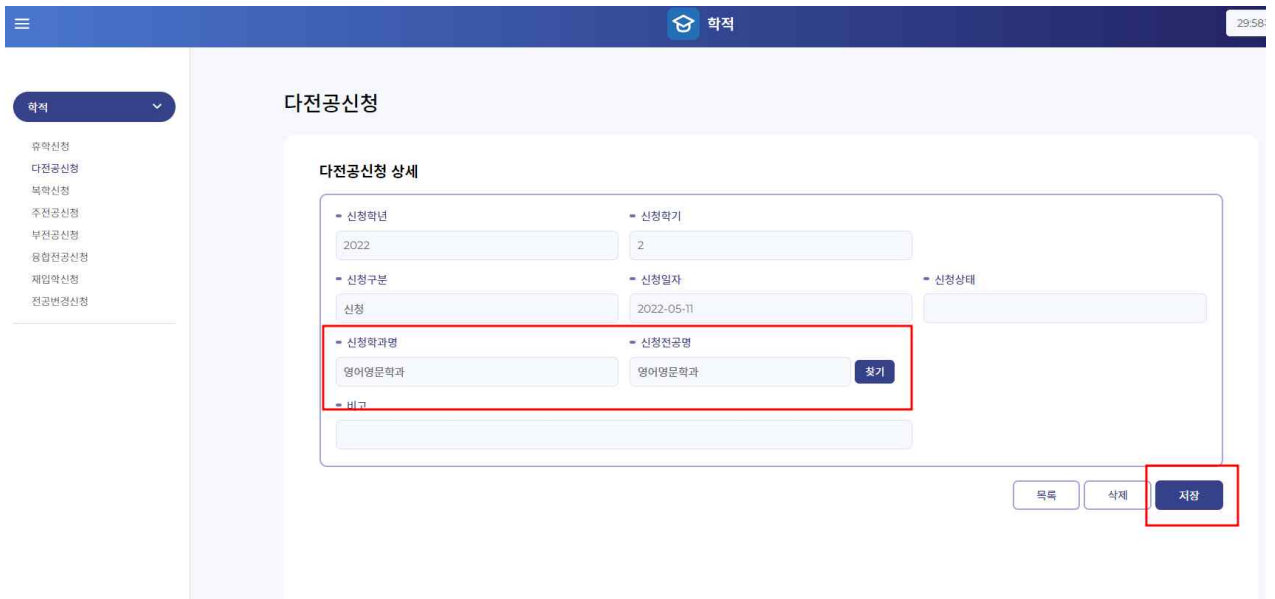 학적
29:58
학적
휴학신청
다전공신청
복학신청
주전공신청
부전공신청
융합전공신청
재입학신청
전공변경신청
다전공신청
다전공신청 상세
신청학년 신청학기
2022 2
신청구분 신청일자 신청상태
신청 2022-05-11
신청학과명 신청전공명
영어영문학과 영어영문학과 찾기
비고
목록 삭제 저장